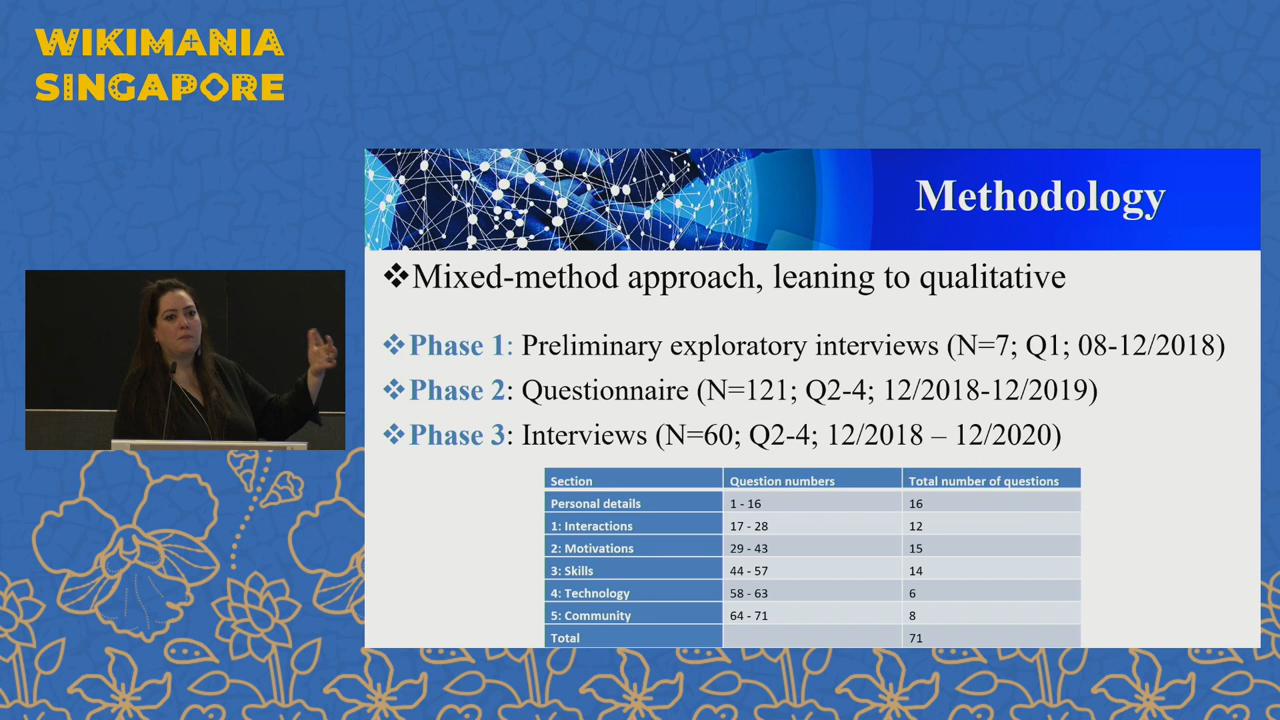 WIKIMANIA
SINGAPORE
Methodology
❖Mixed-method approach, leaning to qualitative
❖Phase 1: Preliminary exploratory interviews (N=7; Q1; 08-12/2018)
❖Phase 2: Questionnaire (N=121; Q2-4; 12/2018-12/2019)
❖Phase 3: Interviews (N=60; Q2-4; 12/2018 – 12/2020)
Section Question numbers Total number of questions
Personal details 1 - 16 16
1: Interactions 17 - 28 12
2: Motivations 29 - 43 15
3: Skills 44 - 57 14
4: Technology 58 - 63 6
5: Community 64 - 71 8
Total 71